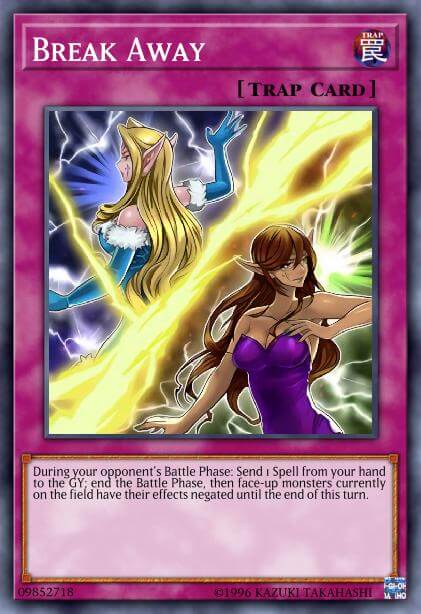 Break Away
TRAP
罠
[Trap Card]
During your opponent's Battle Phase: Send 1 Spell from your hand
to the GY; end the Battle Phase, then face-up monsters currently
on the field have their effects negated until the end of this turn.
09852718
©1996 KAZUKI TAKAHASHI